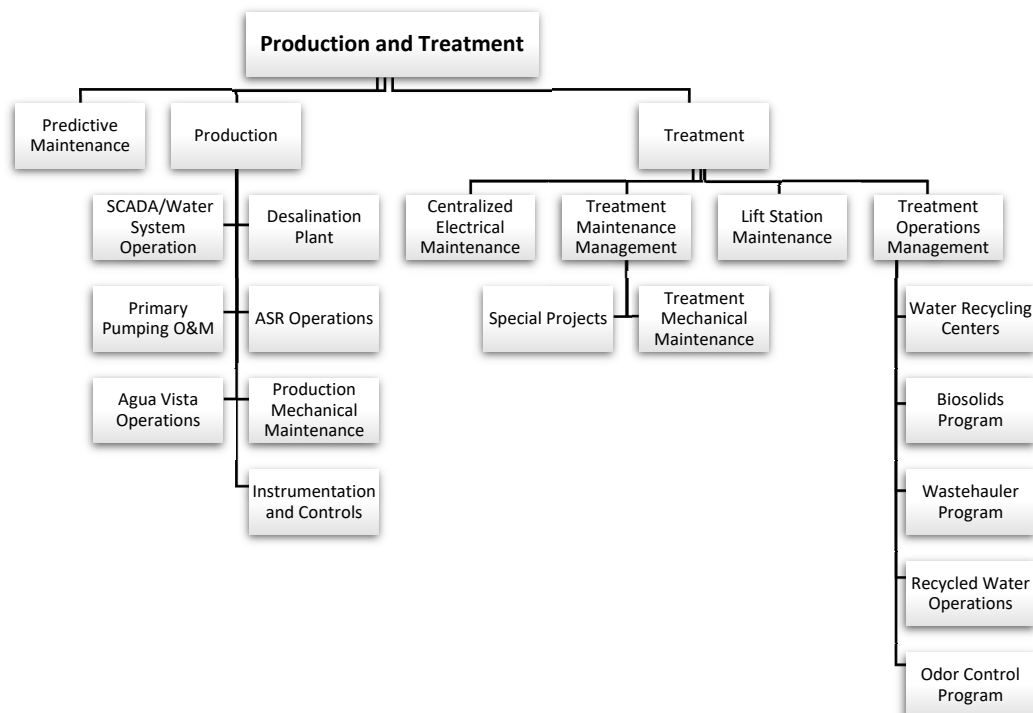 Production and Treatment
Predictive
Maintenance
Production
Treatment
SCADA/Water
System
Operation
Desalination
Plant
Primary
Pumping O&M
ASR Operations
Agua Vista
Operations
Production
Mechanical
Maintenance
Instrumentation
and Controls
Centralized
Electrical
Maintenance
Treatment
Maintenance
Management
Lift Station
Maintenance
Treatment
Operations
Management
Special Projects
Treatment
Mechanical
Maintenance
Water Recycling
Centers
Biosolids
Program
Wastehauler
Program
Recycled Water
Operations
Odor Control
Program